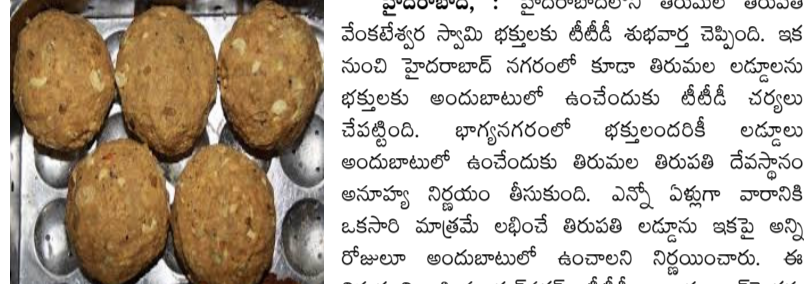 హైదరాబాద్, : హైదరాబాద్‌లోని తిరుమల తిరుపతి
వేంకటేశ్వర స్వామి భక్తులకు టీటీడీ శుభవార్త చెప్పింది. ఇక
నుంచి హైదరాబాద్ నగరంలో కూడా తిరుమల లడ్డూలను
భక్తులకు అందుబాటులో ఉంచేందుకు టీటీడీ చర్యలు
చేపట్టింది. భాగ్యనగరంలో భక్తులందరికీ లడ్డూలు
అందుబాటులో ఉంచేందుకు తిరుమల తిరుపతి దేవస్థానం
అనూహ్య నిర్ణయం తీసుకుంది. ఎన్నో ఏళ్లుగా వారానికి
ఒకసారి మాత్రమే లభించే తిరుపతి లడ్డూను ఇకపై అన్ని
రోజులూ అందుబాటులో ఉంచాలని నిర్ణయించారు. ఈ